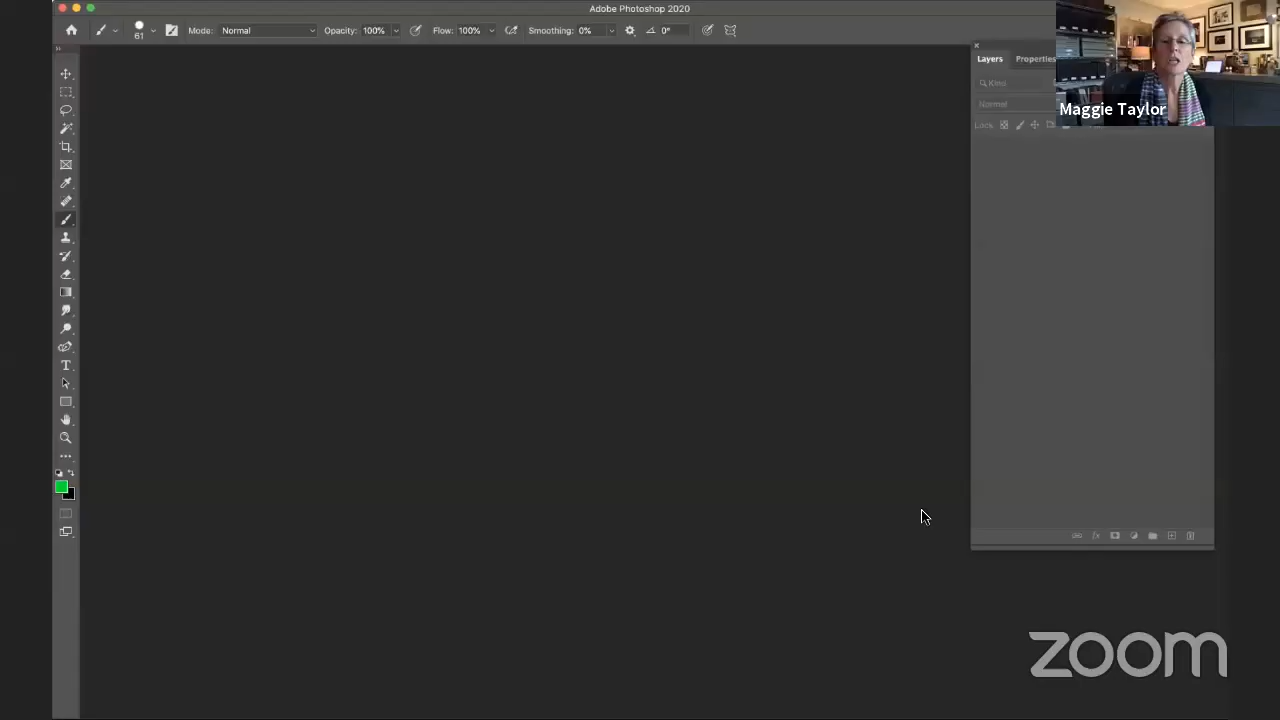 Adobe Photoshop 2020
61
Mode: Normal
Opacity: 100%
Flow: 100%
Smoothing: 0%
0°
Layers
Properties
Kind
Normal
Lock:
Maggie Taylor
T
zoom